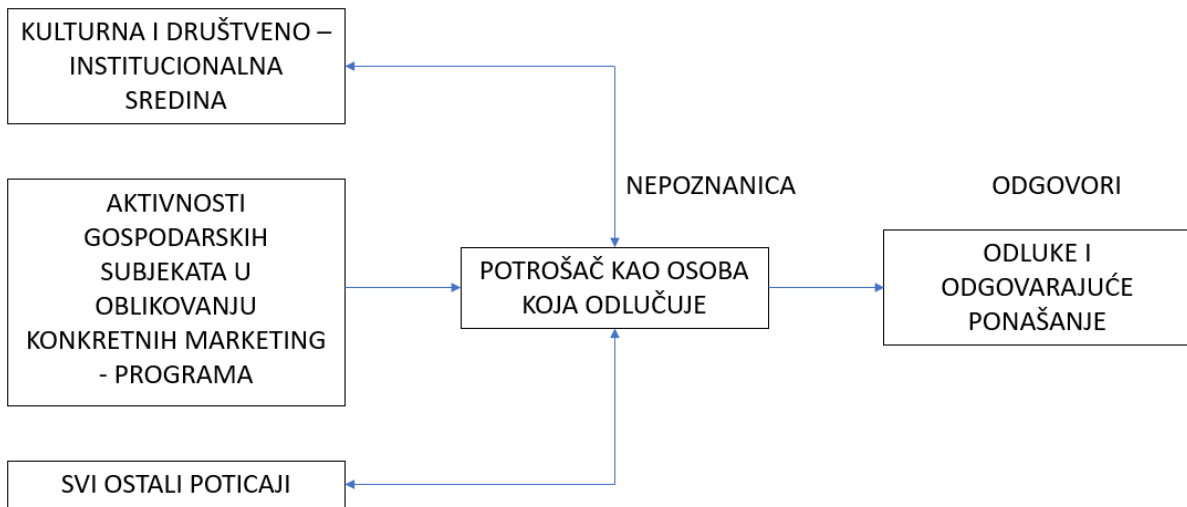 KULTURNA I DRUŠTVENO –
INSTITUCIONALNA
SREDINA
AKTIVNOSTI
GOSPODARSKIH
SUBJEKATA U
OBLIKOVANJU
KONKRETNIH MARKETING
- PROGRAMA
SVI OSTALI POTICAJI
NEPOZNANICA
POTROŠAČ KAO OSOBA
KOJA ODLUČUJE
ODGOVORI
ODLUKE I
ODGOVARAJUĆE
PONAŠANJE